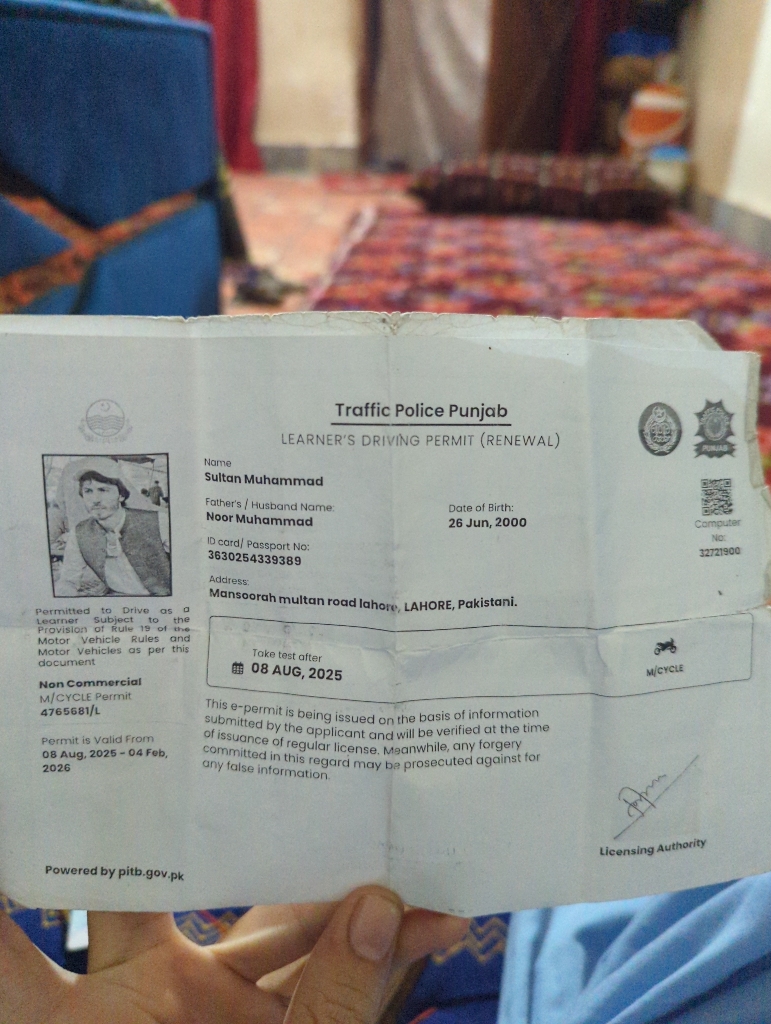 Traffic Police Punjab
LEARNER'S DRIVING PERMIT (RENEWAL)
PUNJAB
Name
Sultan Muhammad
Father's / Husband Name:
Noor Muhammad
Date of Birth:
26 Jun, 2000
ID card/ Passport No:
3630254339389
Address:
Mansoorah multan road lahore, LAHORE, Pakistani.
Computer
No:
32721900
Permitted to Drive as a
Learner Subject to the
Provision of Rule 19 of the
Motor Vehicle Rules and
Motor Vehicles as per this
document
Non Commercial
M/CYCLE Permit
4765681/L
Permit is Valid From
08 Aug, 2025 - 04 Feb,
2026
Take test after
08 AUG, 2025
M/CYCLE
This e-permit is being issued on the basis of information
submitted by the applicant and will be verified at the time
of issuance of regular license. Meanwhile, any forgery
committed in this regard may be prosecuted against for
any false information.
Licensing Authority
Powered by pitb.gov.pk